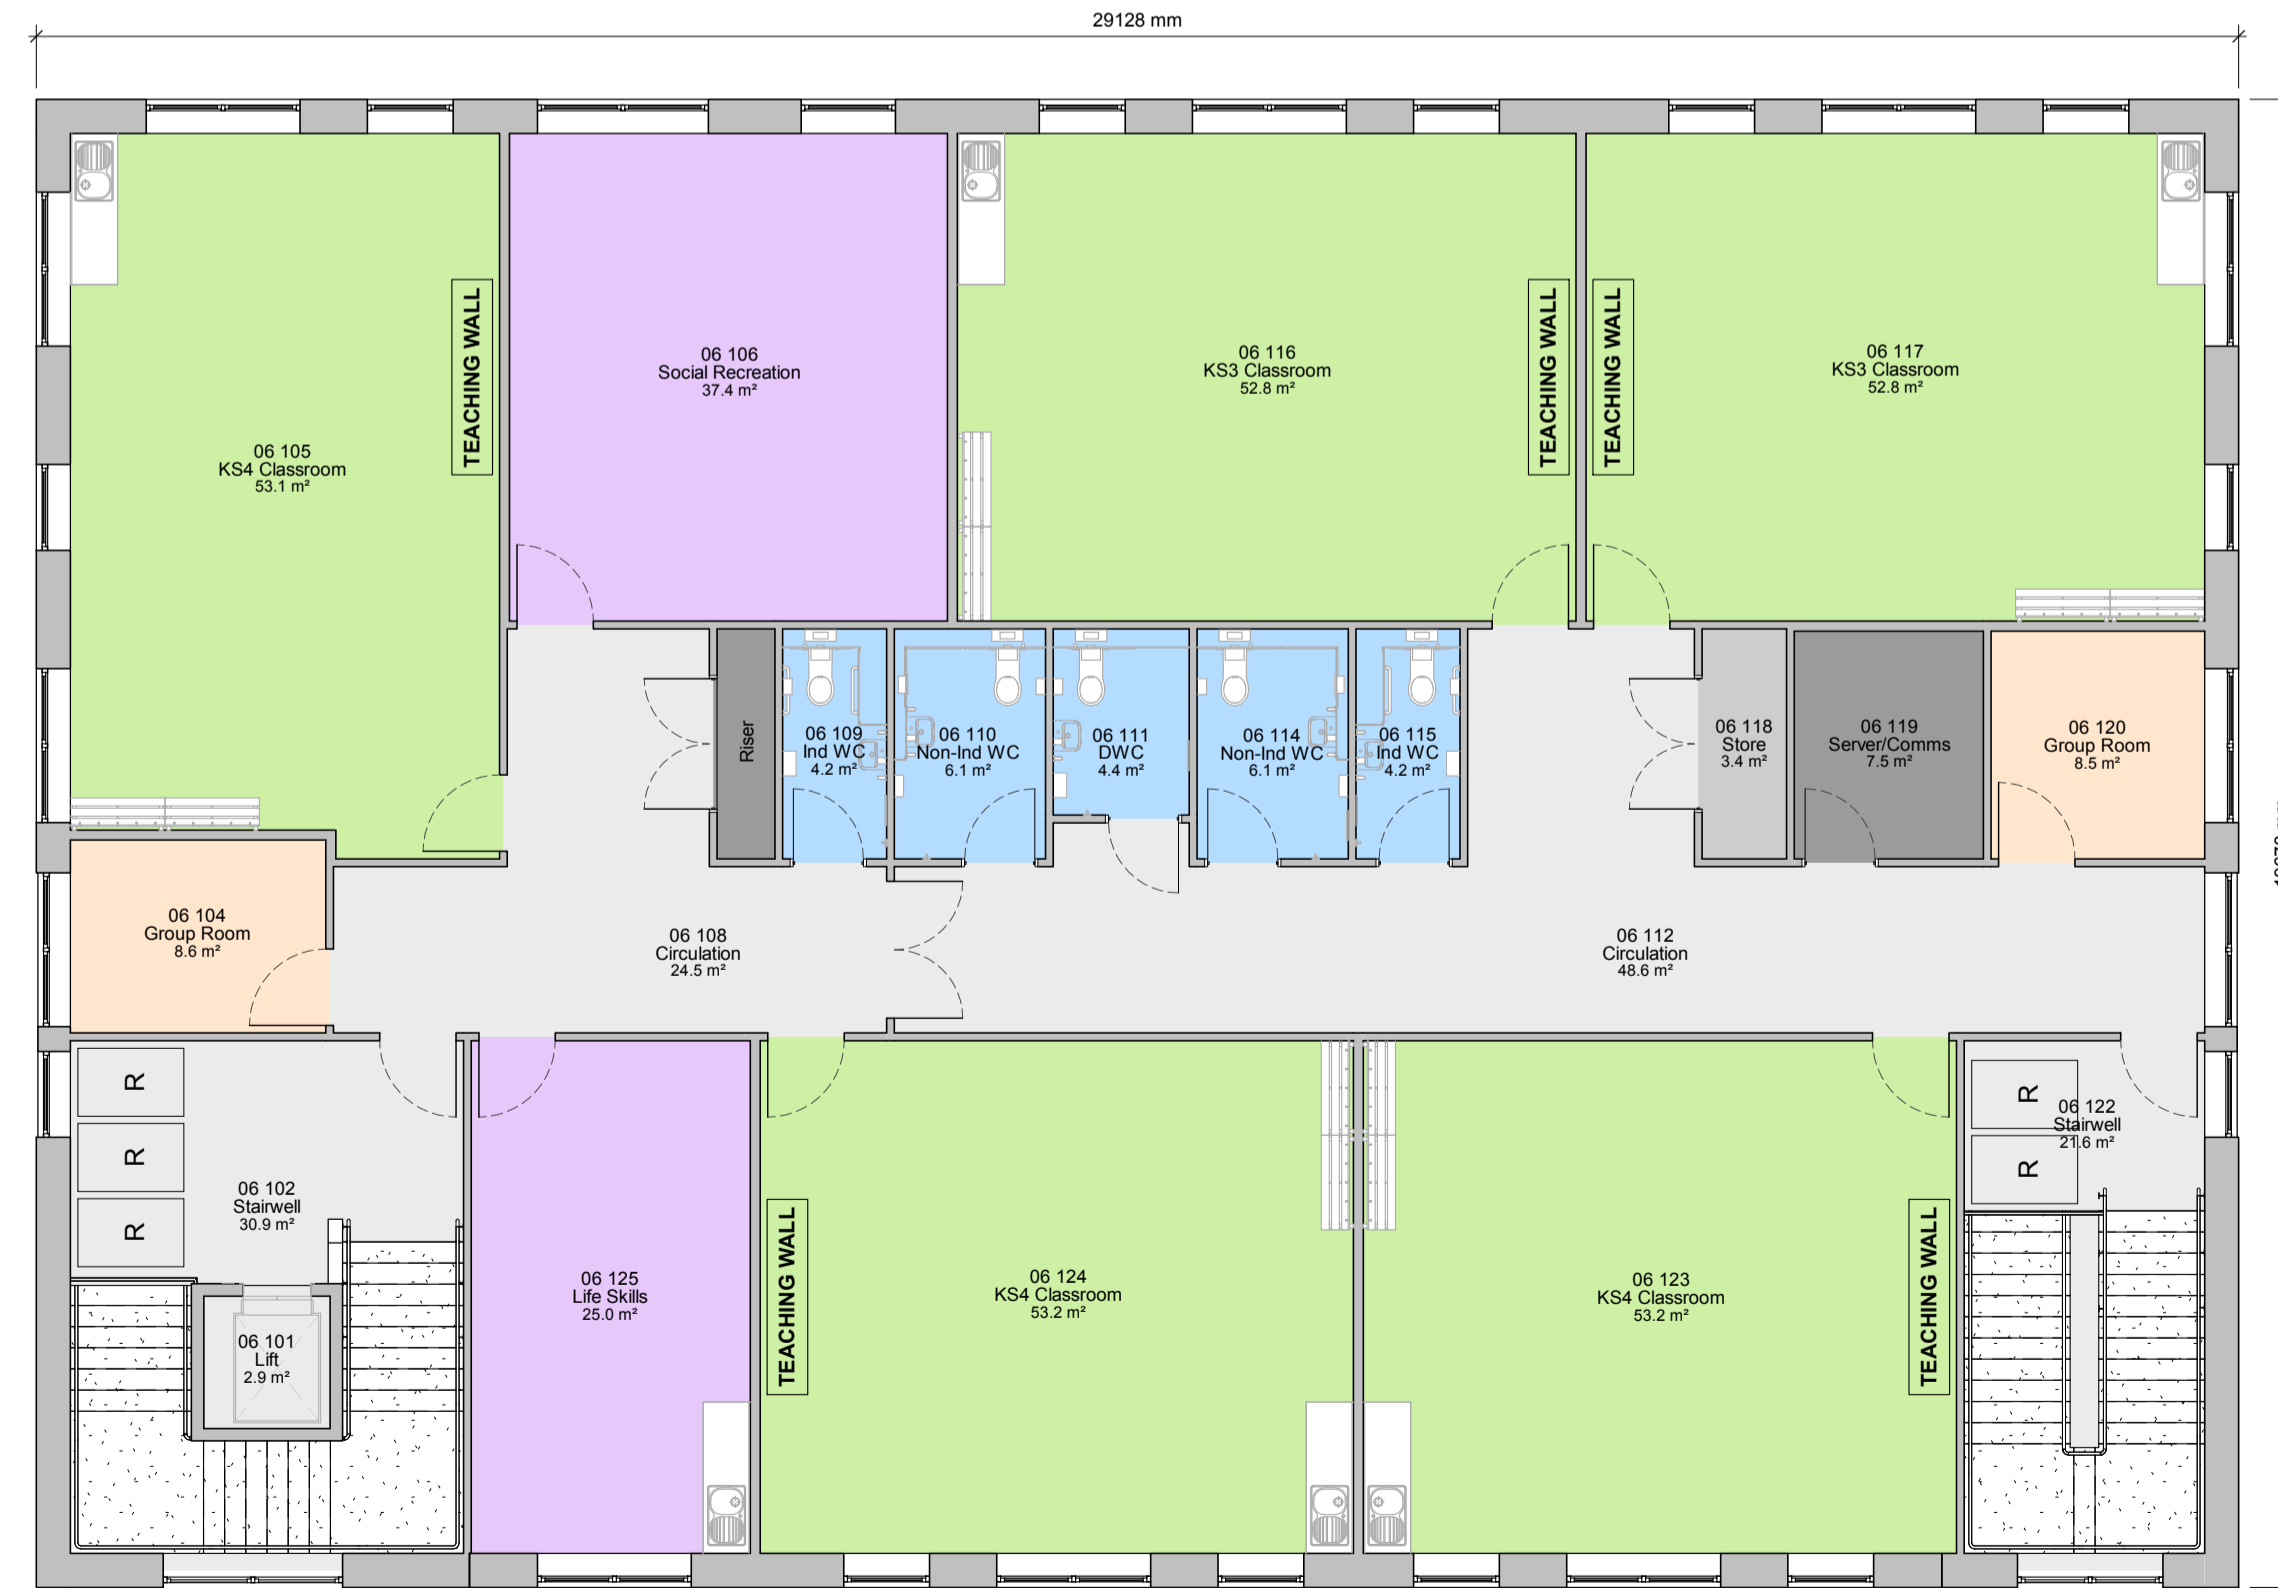 29128 mm
06 105
KS4 Classroom
53.1 m²
TEACHING WALL
06 106
Social Recreation
37.4 m²
06 116
KS3 Classroom
52.8 m²
TEACHING WALL
TEACHING WALL
06 117
KS3 Classroom
52.8 m²
Riser
06 109
Ind WC
4.2 m²
06 110
Non-Ind WC
6.1 m²
06 111
DWC
4.4 m²
06 114
Non-Ind WC
6.1 m²
06 115
Ind WC
4.2 m²
06 118
Store
3.4 m²
06 119
Server/Comms
7.5 m²
06 120
Group Room
8.5 m²
06 104
Group Room
8.6 m²
06 108
Circulation
24.5 m²
06 112
Circulation
48.6 m²
R
R
R
06 102
Stairwell
30.9 m²
06 101
Lift
2.9 m²
06 125
Life Skills
25.0 m²
TEACHING WALL
06 124
KS4 Classroom
53.2 m²
06 123
KS4 Classroom
53.2 m²
TEACHING WALL
R
R
06 122
Stairwell
21.6 m²